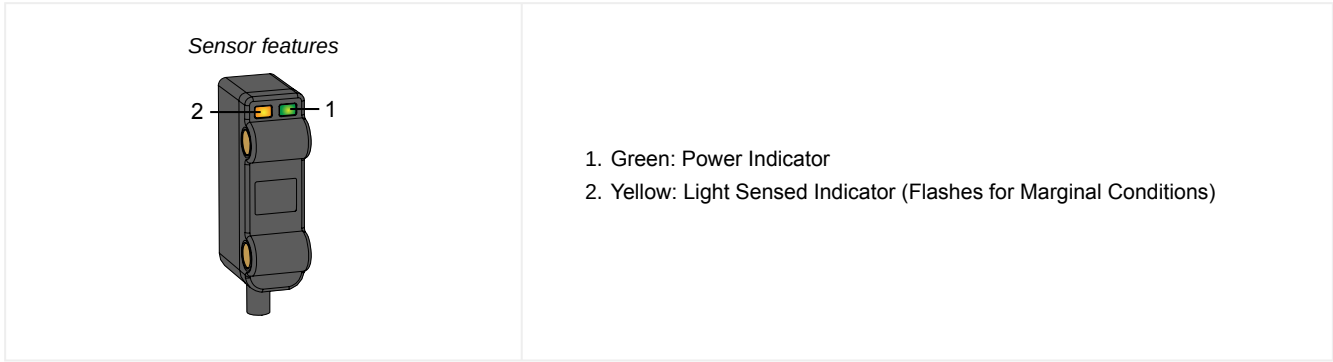 Sensor features
2
1
1. Green: Power Indicator
2. Yellow: Light Sensed Indicator (Flashes for Marginal Conditions)